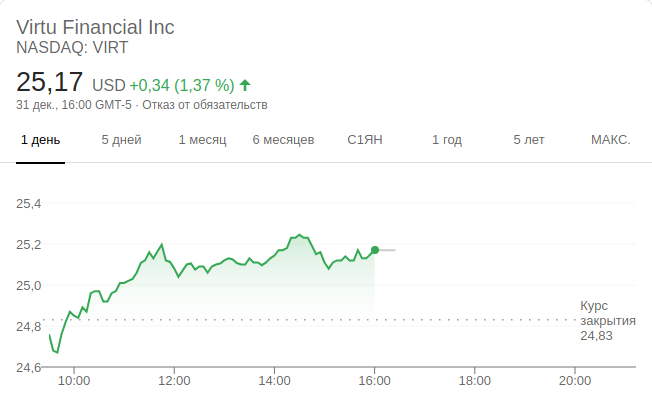 Virtu Financial Inc
NASDAQ: VIRT
25,17 USD +0,34 (1,37 %)
31 дек., 16:00 GMT-5 · Отказ от обязательств
1 день 5 дней 1 месяц 6 месяцев С1ЯН 1 год 5 лет МАКС.
25,4
25,2
25,0
24,8
24,6
Курс
закрытия
24,83
10:00 12:00 14:00 16:00 18:00 20:00